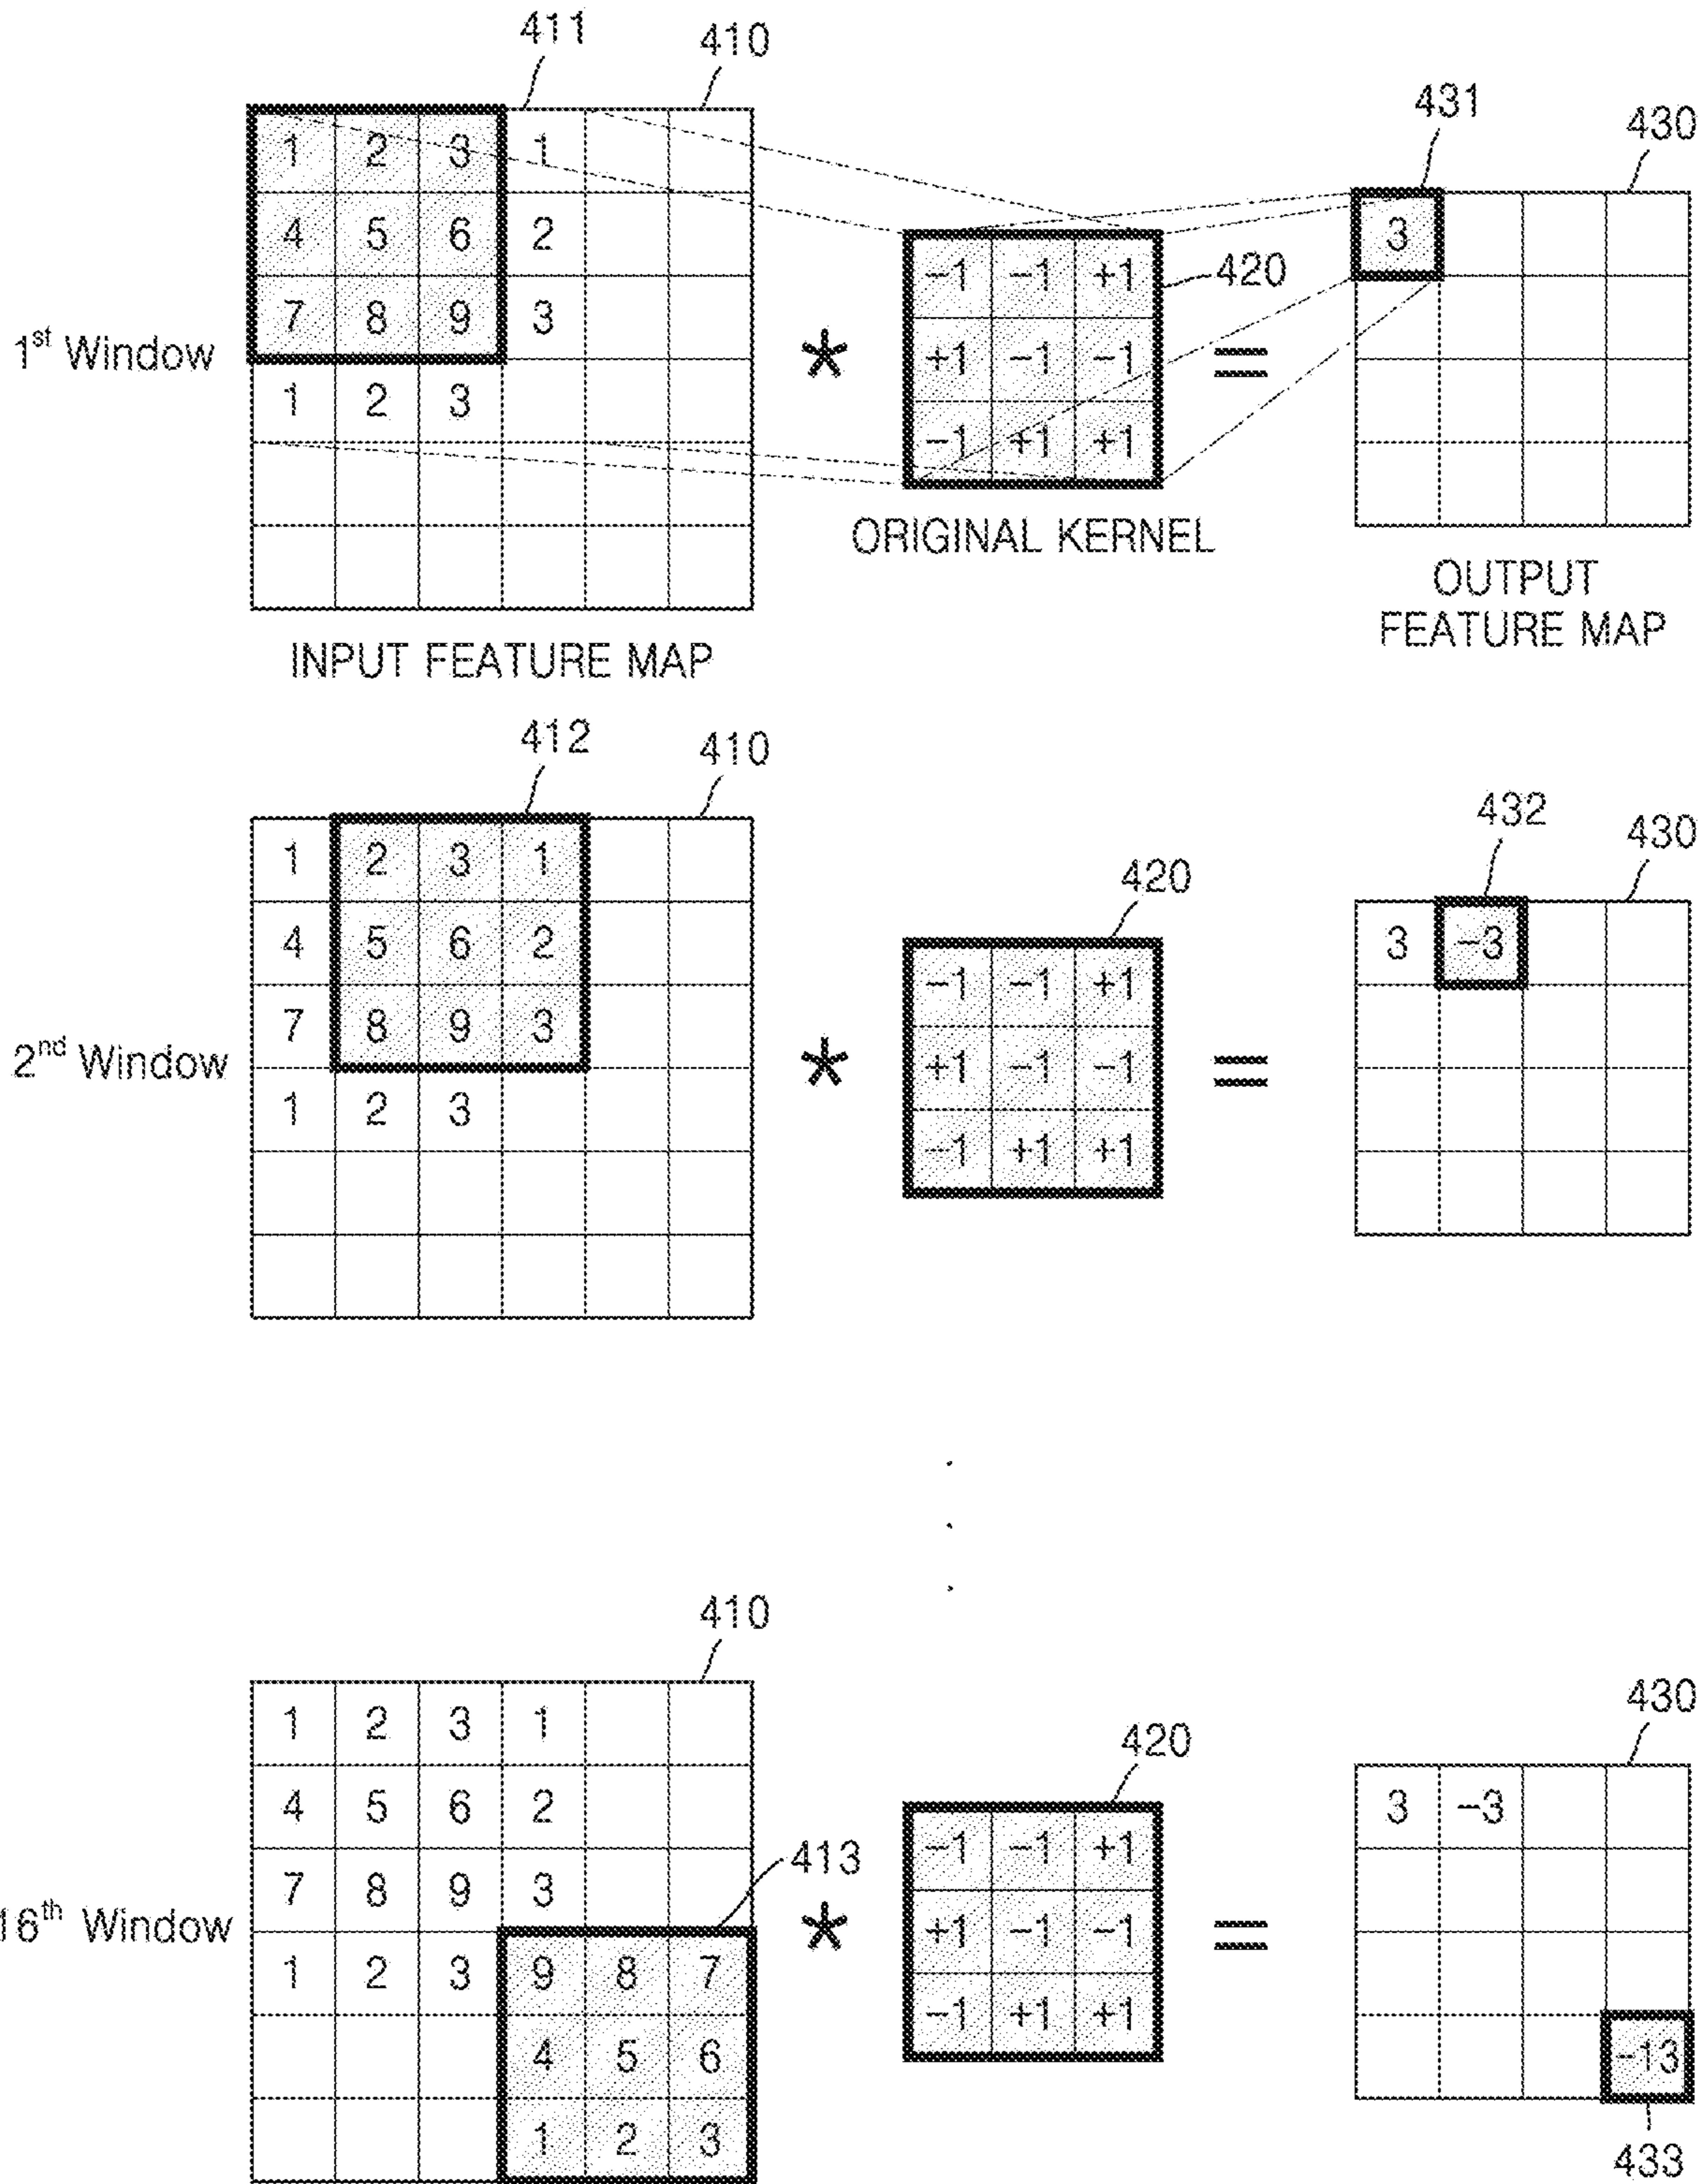 411 410
431 430
1 2 3 1
4 5 6 2
7 8 9 3
1 2 3
1st Window
*
−1 −1 +1
+1 −1 −1
−1 +1 +1
420
=
3
ORIGINAL KERNEL
INPUT FEATURE MAP
OUTPUT
FEATURE MAP
412 410
432 430
1 2 3 1
4 5 6 2
7 8 9 3
1 2 3
2nd Window
*
420
−1 −1 +1
+1 −1 −1
−1 +1 +1
=
3 −3
410
430
1 2 3 1
4 5 6 2
7 8 9 3
1 2 3 9 8 7
4 5 6
1 2 3
16th Window
413
*
420
−1 −1 +1
+1 −1 −1
−1 +1 +1
=
3 −3
−13
433